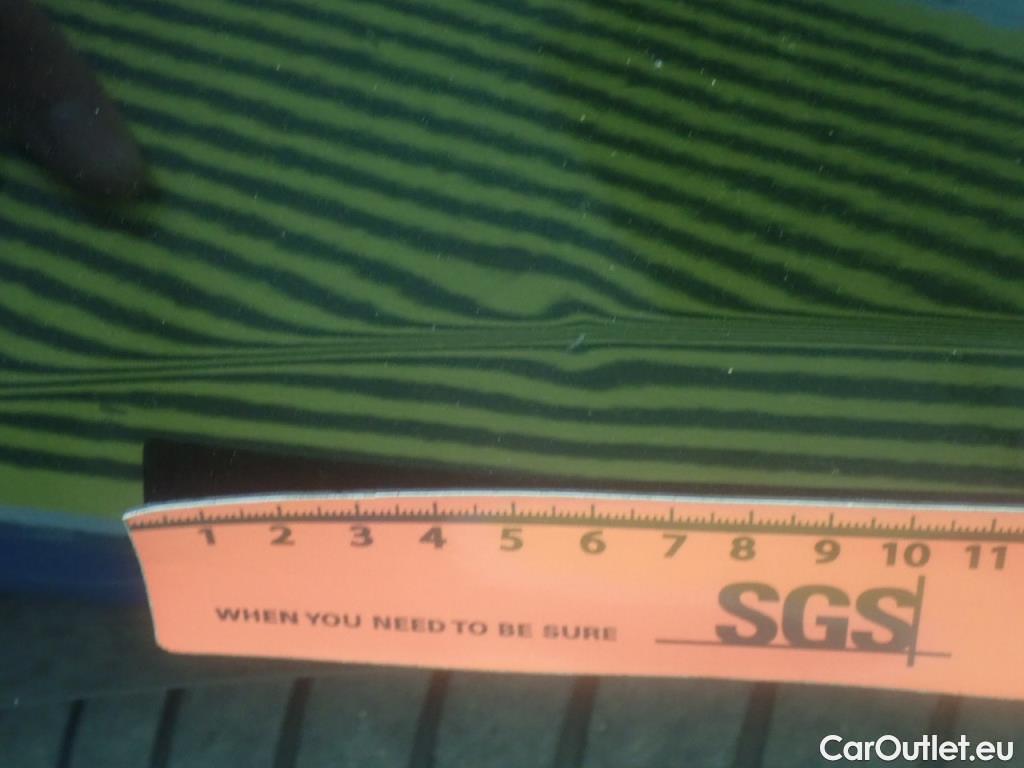 1 2 3 4 5 6 7 8 9 10 11
SGS
WHEN YOU NEED TO BE SURE
CarOutlet.eu